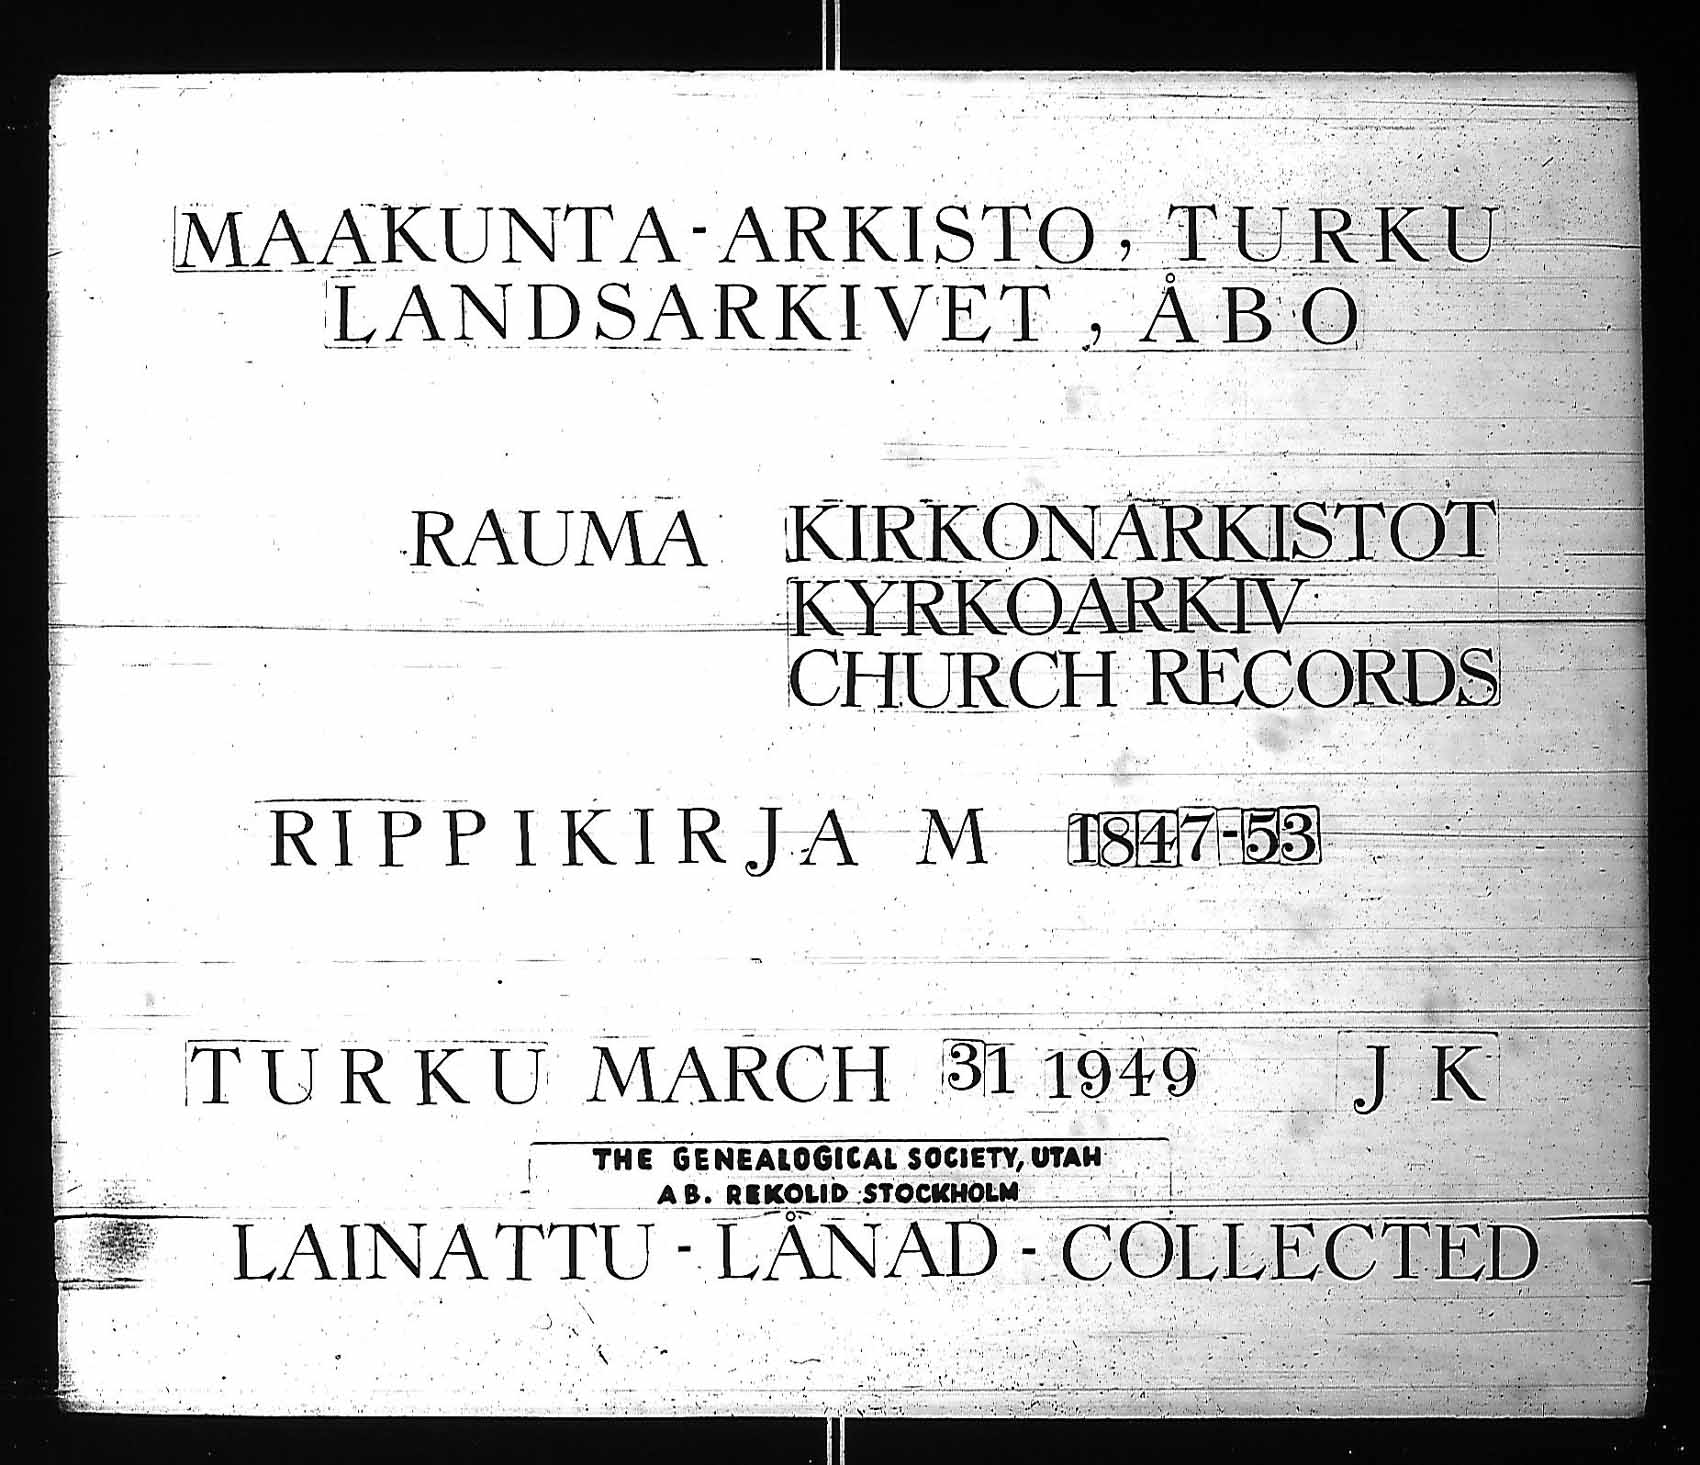 MAAKUNTA-ARKISTO, TURKU
LANDSARKIVET, ÅBO
RAUMA KIRKONARKISTOT
KYRKOARKIV
CHURCH RECORDS
RIPPIKIRJA M 1847-53
TURKU MARCH 31 1949 J K
THE GENEALOGICAL SOCIETY, UTAH
AB. REKOLID STOCKHOLM
LAINATTU - LÅNAD - COLLECTED